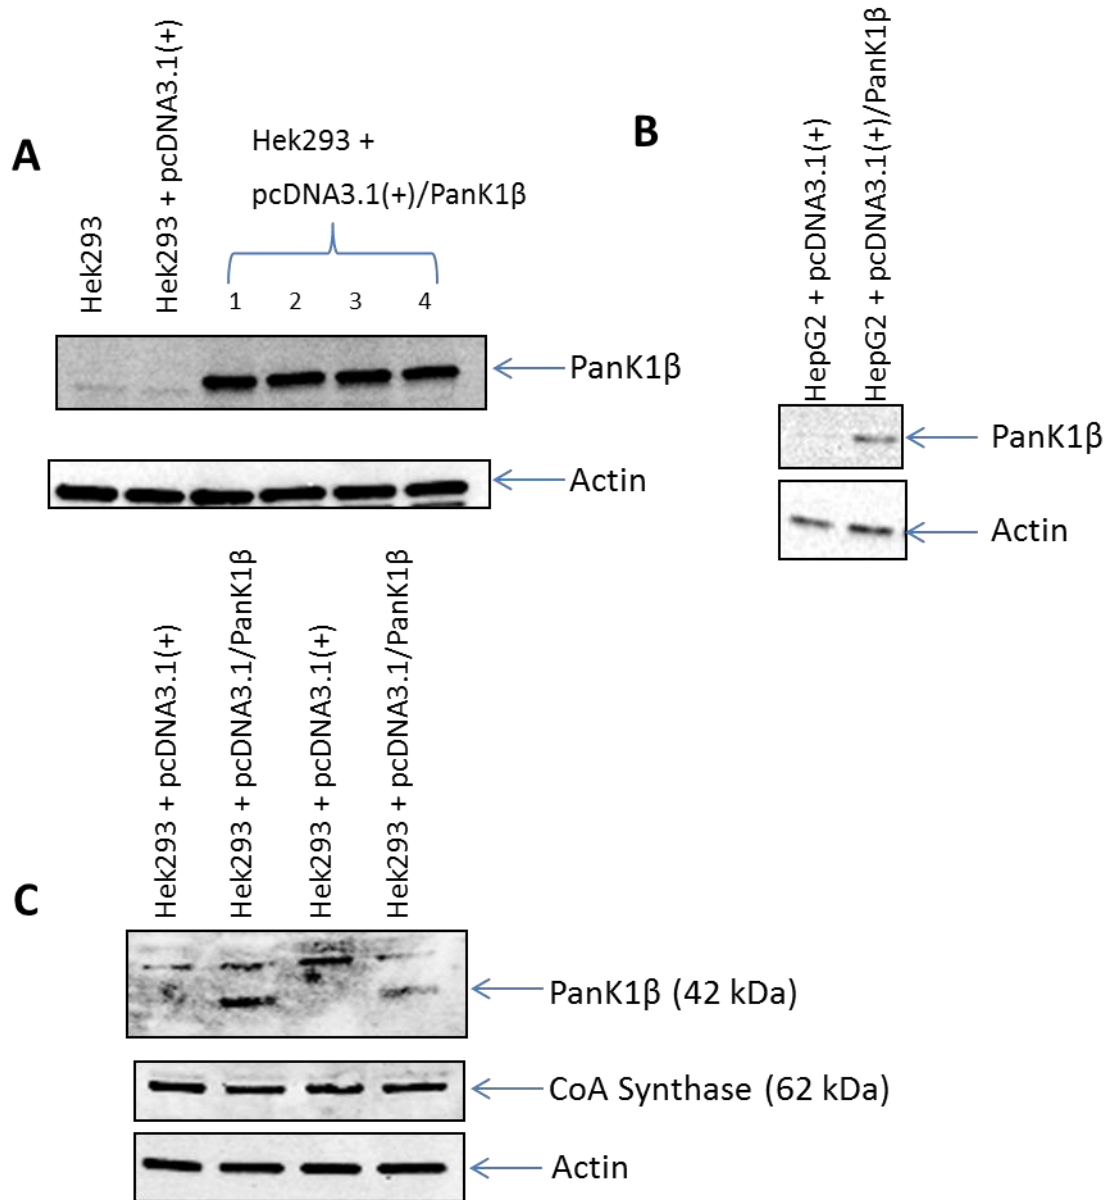 A
Hek293
Hek293 + pcDNA3.1(+)
Hek293 +
pcDNA3.1(+)/PanK1β
1 2 3 4
PanK1β
Actin
B
HepG2 + pcDNA3.1(+)
HepG2 + pcDNA3.1(+)/PanK1β
PanK1β
Actin
C
Hek293 + pcDNA3.1(+)
Hek293 + pcDNA3.1/PanK1β
Hek293 + pcDNA3.1(+)
Hek293 + pcDNA3.1/PanK1β
PanK1β (42 kDa)
CoA Synthase (62 kDa)
Actin